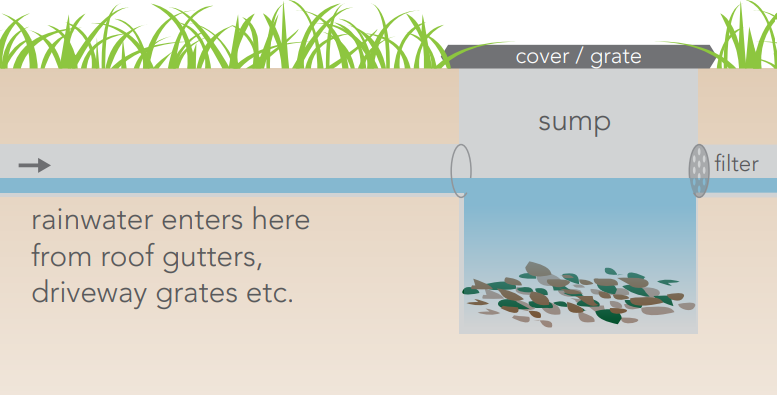 cover / grate
sump
filter
rainwater enters here
from roof gutters,
driveway grates etc.